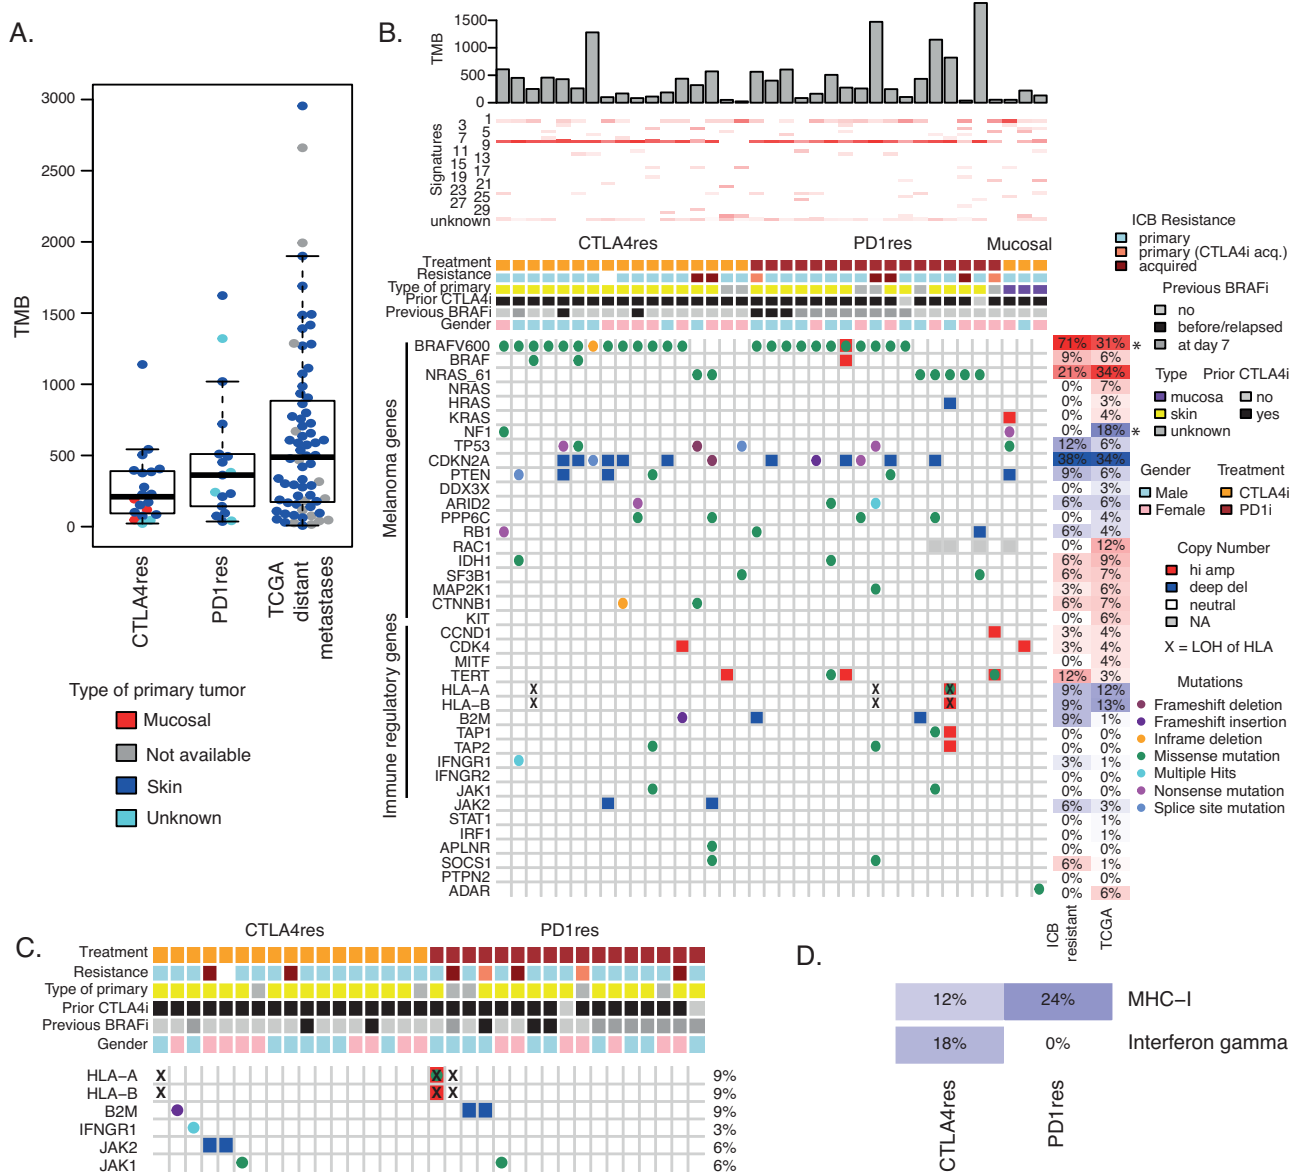 A.
TMB
3000
2500
2000
1500
1000
500
0
CTLA4res
PD1res
TCGA
distant
metastases
Type of primary tumor
Mucosal
Not available
Skin
Unknown
B.
TMB
1500
1000
500
0
Signatures
1
3
5
7
9
11
13
15
17
19
21
23
25
27
29
unknown
CTLA4res
PD1res
Mucosal
Treatment
Resistance
Type of primary
Prior CTLA4i
Previous BRAFi
Gender
Melanoma genes
BRAFV600 71% 31% *
BRAF 9% 6%
NRAS_61 21% 34%
NRAS 0% 7%
HRAS 0% 3%
KRAS 0% 4%
NF1 0% 18% *
TP53 12% 6%
CDKN2A 38% 34%
PTEN 9% 6%
DDX3X 0% 3%
ARID2 6% 6%
PPP6C 0% 4%
RB1 6% 4%
RAC1 0% 12%
IDH1 6% 9%
SF3B1 6% 7%
MAP2K1 3% 6%
CTNNB1 6% 7%
KIT 0% 6%
Immune regulatory genes
CCND1 3% 4%
CDK4 3% 4%
MITF 0% 4%
TERT 12% 3%
HLA-A X X X 9% 12%
HLA-B X X X 9% 13%
B2M 9% 1%
TAP1 0% 0%
TAP2 0% 0%
IFNGR1 3% 1%
IFNGR2 0% 0%
JAK1 0% 0%
JAK2 6% 3%
STAT1 0% 1%
IRF1 0% 1%
APLNR 0% 0%
SOCS1 6% 1%
PTPN2 0% 0%
ADAR 0% 6%
ICB
resistant
TCGA
ICB Resistance
primary
primary (CTLA4i acq.)
acquired
Previous BRAFi
no
before/relapsed
at day 7
Type
mucosa
skin
unknown
Prior CTLA4i
no
yes
Gender
Male
Female
Treatment
CTLA4i
PD1i
Copy Number
hi amp
deep del
neutral
NA
X = LOH of HLA
Mutations
Frameshift deletion
Frameshift insertion
Inframe deletion
Missense mutation
Multiple Hits
Nonsense mutation
Splice site mutation
C.
CTLA4res
PD1res
Treatment
Resistance
Type of primary
Prior CTLA4i
Previous BRAFi
Gender
HLA-A X X X 9%
HLA-B X X X 9%
B2M 9%
IFNGR1 3%
JAK2 6%
JAK1 6%
D.
12% 24% MHC-I
18% 0% Interferon gamma
CTLA4res
PD1res